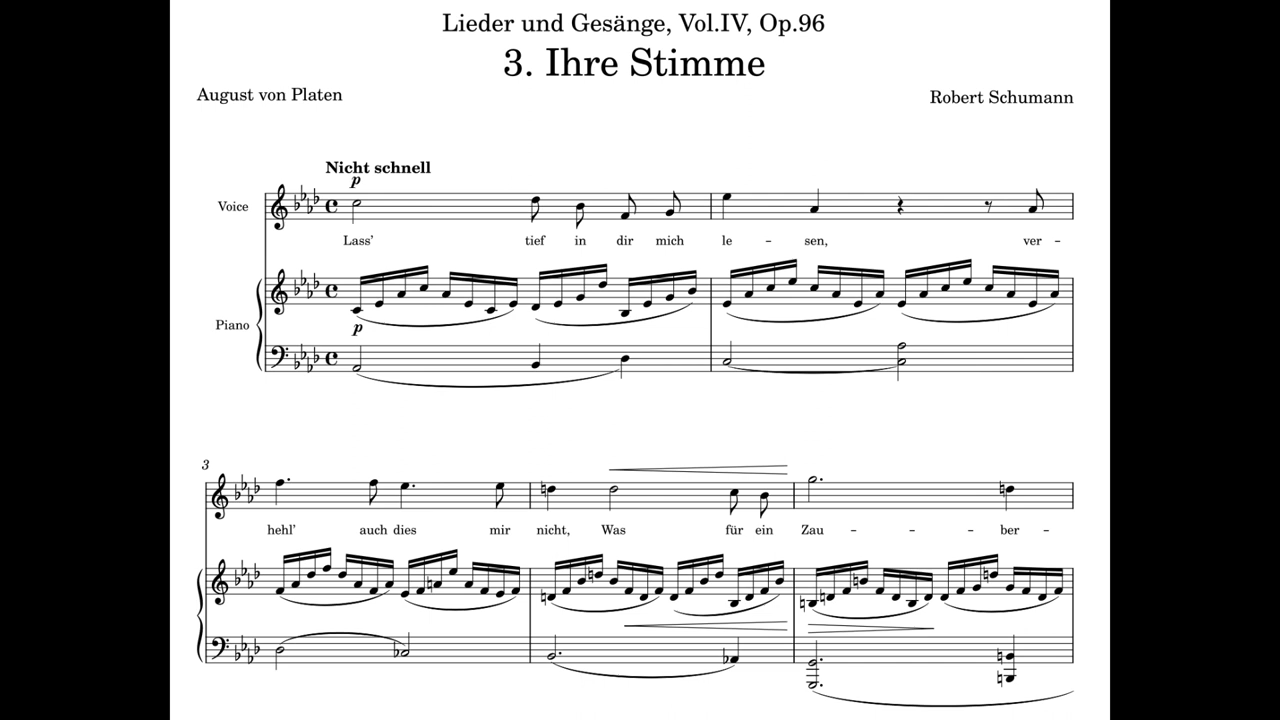 Lieder und Gesänge, Vol.IV, Op.96
3. Ihre Stimme
August von Platen
Robert Schumann
Nicht schnell
p
Voice
Lass' tief in dir mich le - sen, ver -
Piano
p
3
hehl' auch dies mir nicht, Was für ein Zau - - - ber -